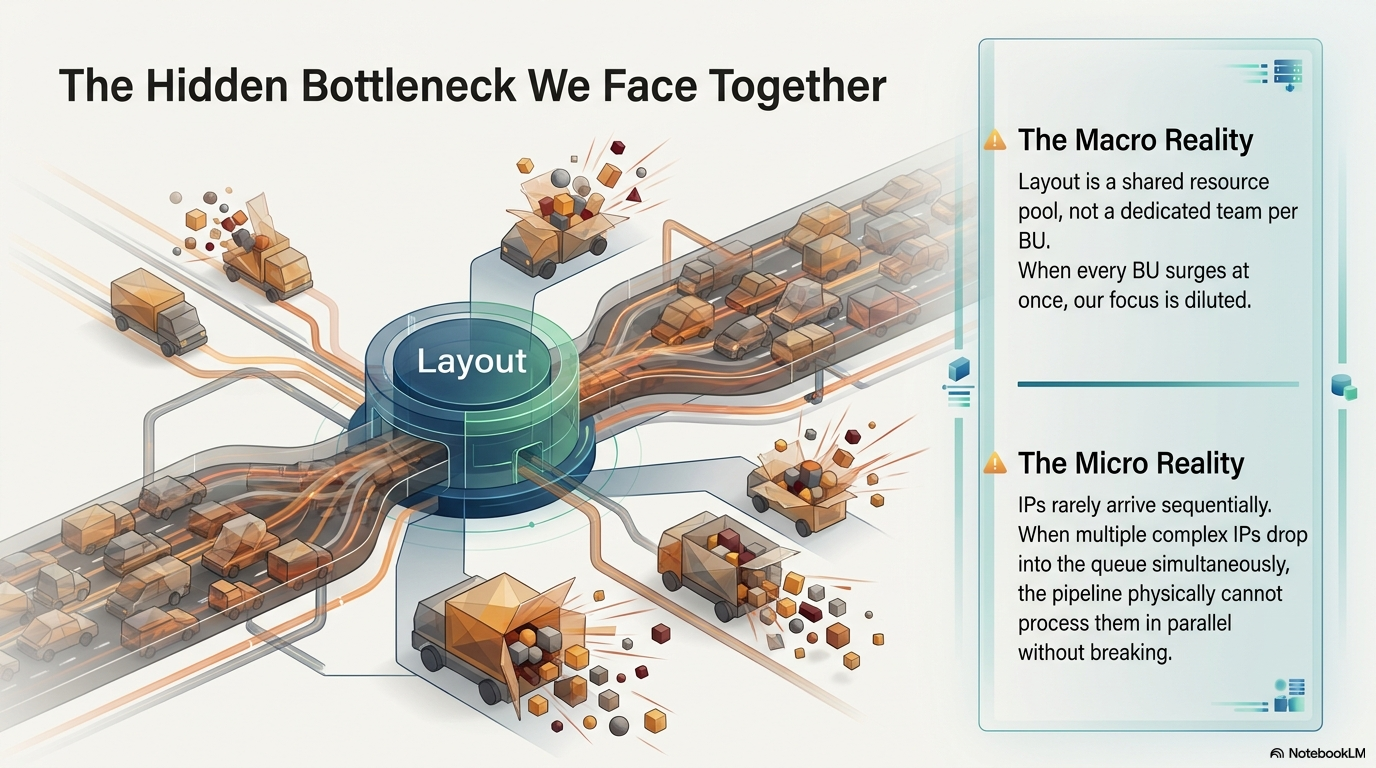 The Hidden Bottleneck We Face Together
Layout
The Macro Reality
Layout is a shared resource
pool, not a dedicated team per
BU.
When every BU surges at
once, our focus is diluted.
The Micro Reality
IPs rarely arrive sequentially.
When multiple complex IPs drop
into the queue simultaneously,
the pipeline physically cannot
process them in parallel
without breaking.
NotebookLM